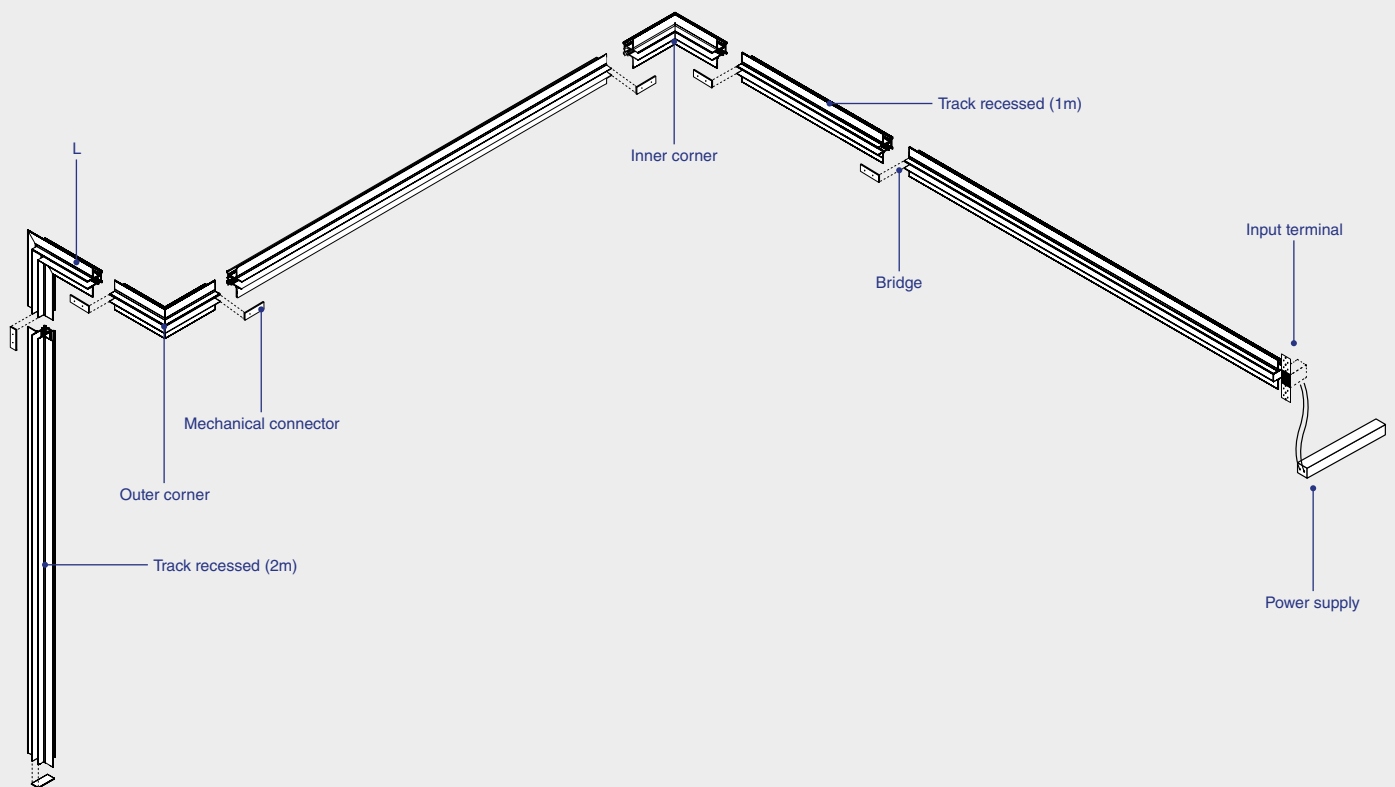 Track recessed (1m)
L
Inner corner
Input terminal
Bridge
Mechanical connector
Outer corner
Track recessed (2m)
Power supply